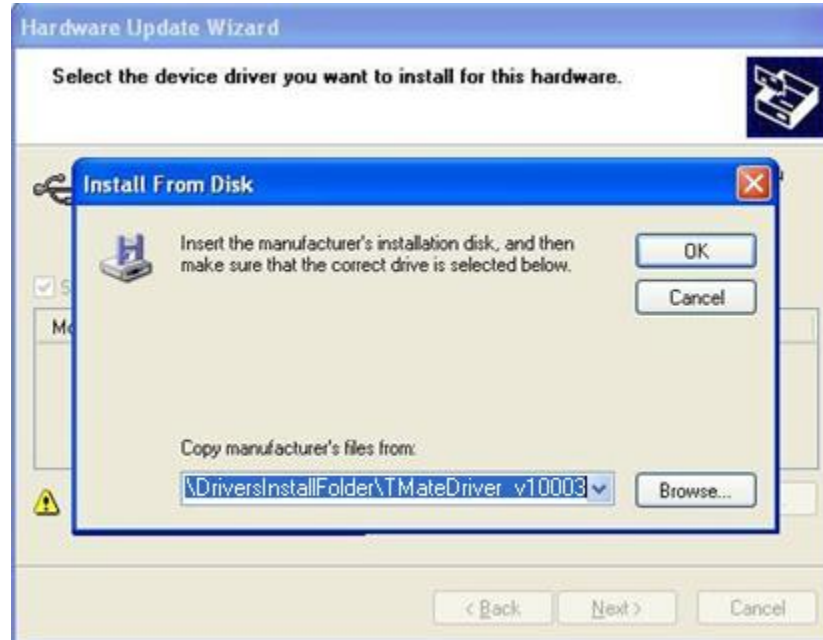 Hardware Update Wizard
Select the device driver you want to install for this hardware.
Install From Disk
Insert the manufacturer's installation disk, and then
make sure that the correct drive is selected below.
OK
Cancel
S
Mo
Copy manufacturer's files from:
\DriversInstallFolder\TMateDriver_v10003
Browse...
< Back
Next >
Cancel